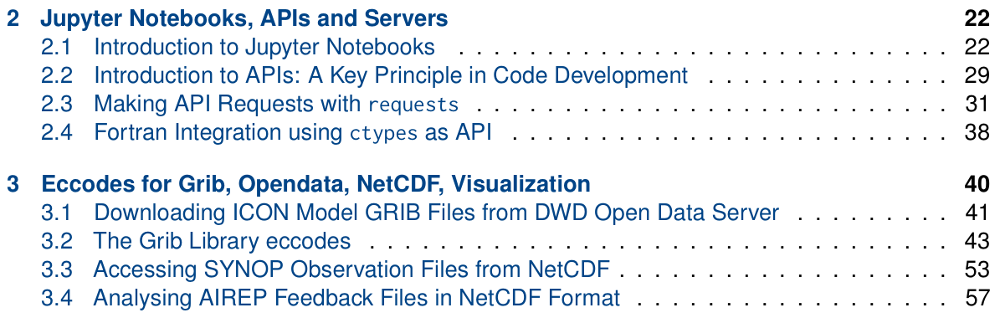 2 Jupyter Notebooks, APIs and Servers 22
2.1 Introduction to Jupyter Notebooks . . . . . . . . . . . . . . . . . . . . . . . . . . . . 22
2.2 Introduction to APIs: A Key Principle in Code Development . . . . . . . . . . . . . . 29
2.3 Making API Requests with requests . . . . . . . . . . . . . . . . . . . . . . . . . . . 31
2.4 Fortran Integration using ctypes as API . . . . . . . . . . . . . . . . . . . . . . . . . 38
3 Eccodes for Grib, Opendata, NetCDF, Visualization 40
3.1 Downloading ICON Model GRIB Files from DWD Open Data Server . . . . . . . . . 41
3.2 The Grib Library eccodes . . . . . . . . . . . . . . . . . . . . . . . . . . . . . . . . . 43
3.3 Accessing SYNOP Observation Files from NetCDF . . . . . . . . . . . . . . . . . . . 53
3.4 Analysing AIREP Feedback Files in NetCDF Format . . . . . . . . . . . . . . . . . . 57